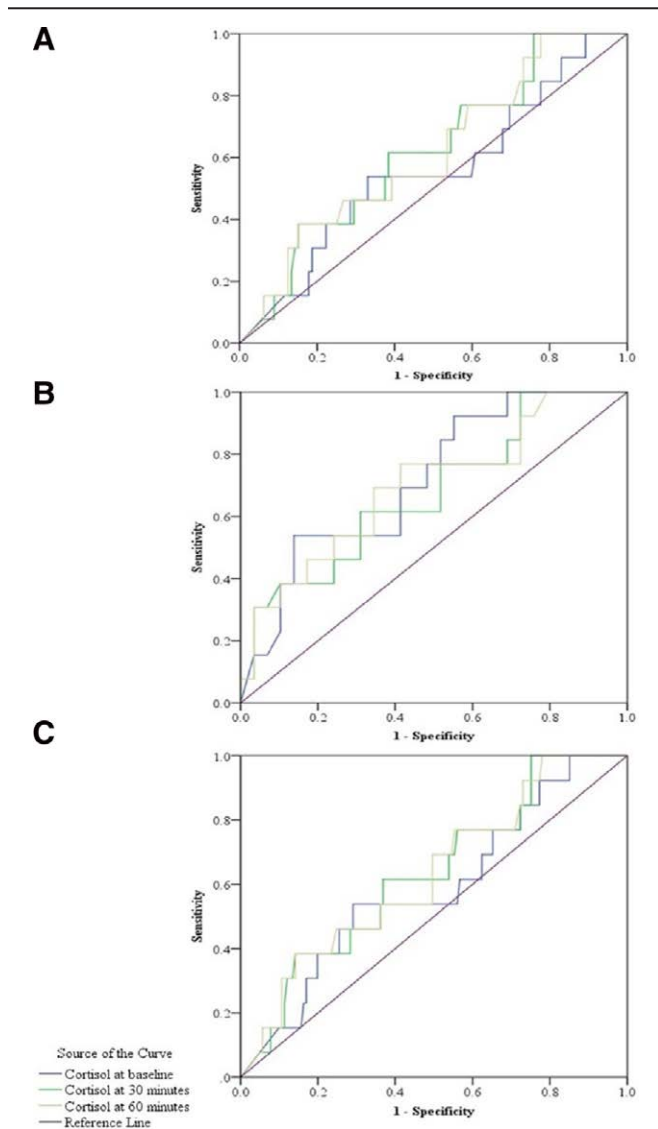 A
1.0
0.8
0.6
0.4
0.2
0.0
Sensitivity
0.0 0.2 0.4 0.6 0.8 1.0
1 - Specificity
B
1.0
0.8
0.6
0.4
0.2
0.0
Sensitivity
0.0 0.2 0.4 0.6 0.8 1.0
1 - Specificity
C
1.0
0.8
0.6
0.4
0.2
.0
Sensitivity
0.0 0.2 0.4 0.6 0.8 1.0
1 - Specificity
Source of the Curve
Cortisol at baseline
Cortisol at 30 minutes
Cortisol at 60 minutes
Reference Line